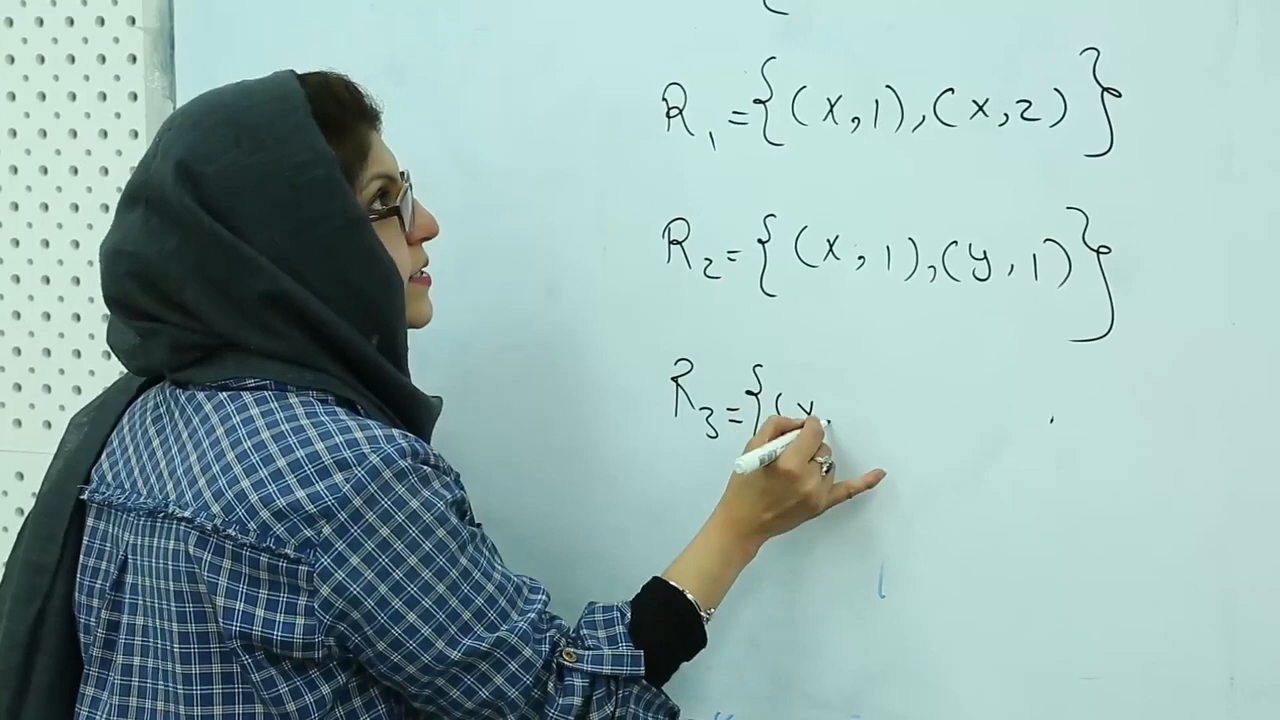 R₁={(x,1),(x,2)}
R₂={(x,1),(y,1)}
R₃={(x